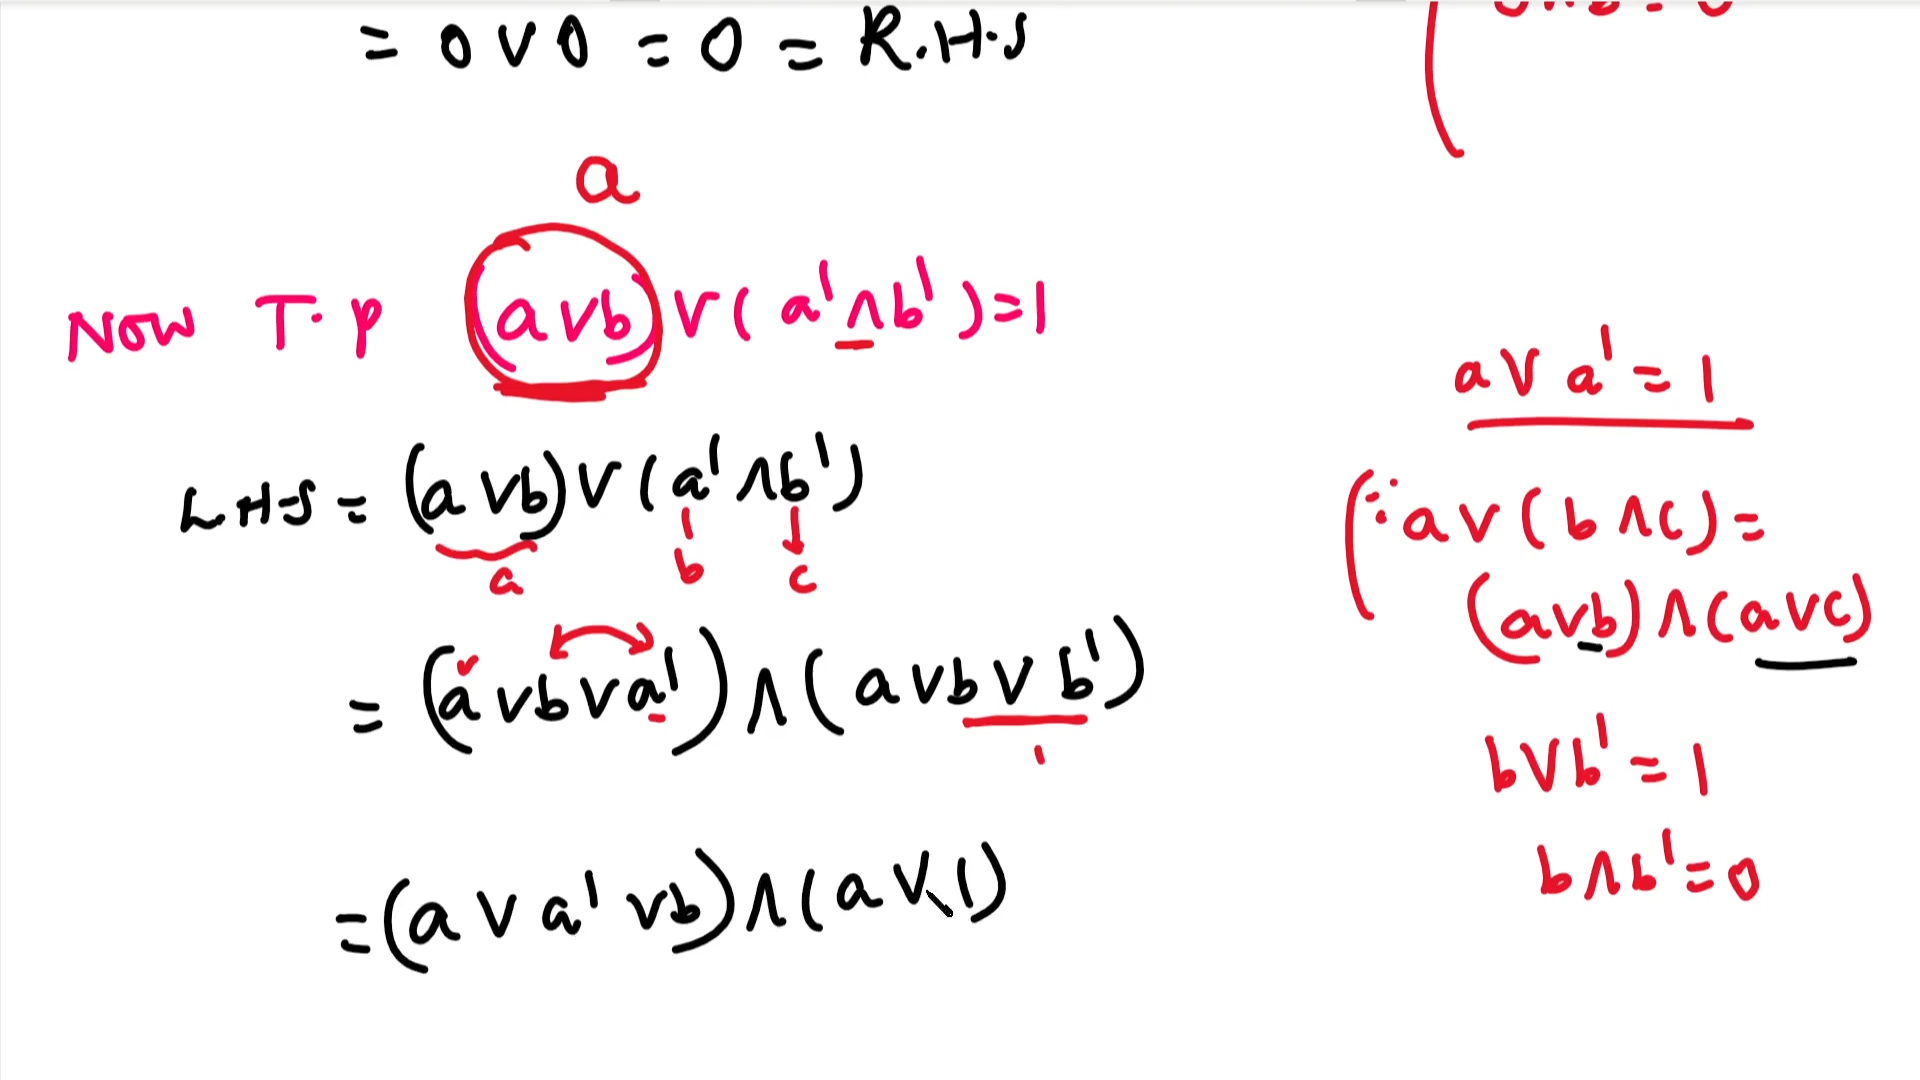 = 0 ∨ 0 = 0 = R.H.S
a
Now T.p (a∨b) ∨ (a'∧b') = 1
L.H.S = (a∨b) ∨ (a'∧b')
a b c
= (a∨b∨a') ∧ (a∨b∨b')
1
= (a∨a'∨b) ∧ (a∨1)
a∨a' = 1
(∵ a∨(b∧c) =
(a∨b) ∧ (a∨c)
b∨b' = 1
b∧b' = 0